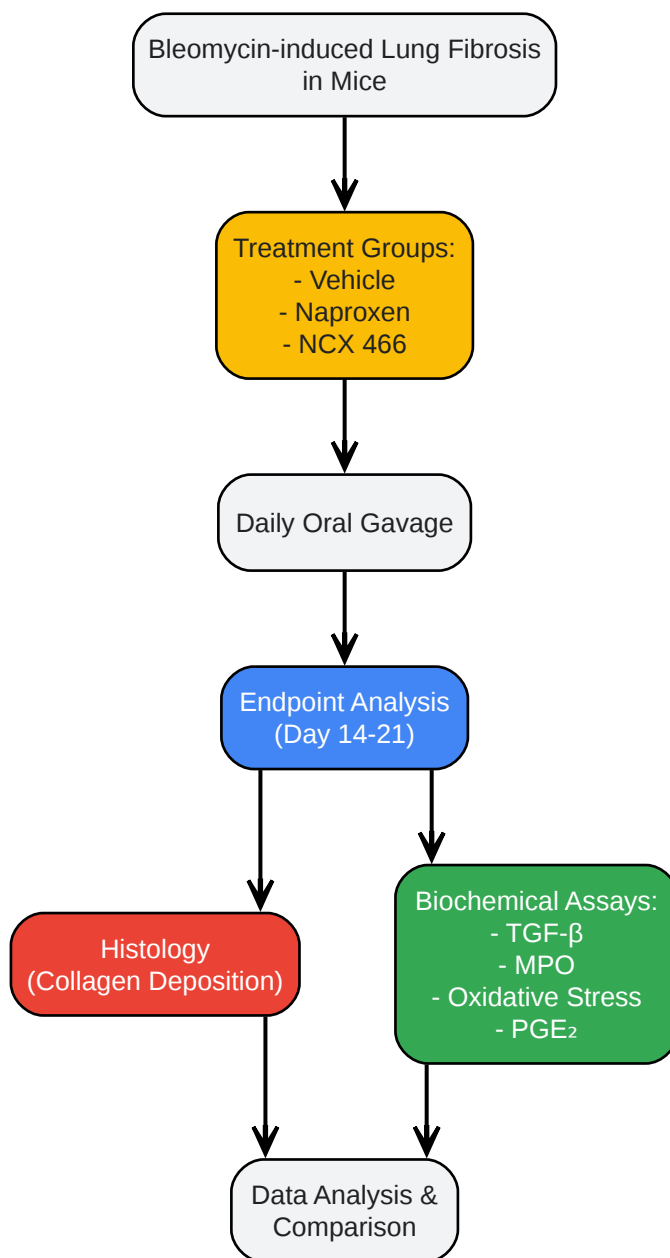 Bleomycin-induced Lung Fibrosis
in Mice
Treatment Groups:
- Vehicle
- Naproxen
- NCX 466
Daily Oral Gavage
Endpoint Analysis
(Day 14-21)
Histology
(Collagen Deposition)
Biochemical Assays:
- TGF-β
- MPO
- Oxidative Stress
- PGE₂
Data Analysis &
Comparison